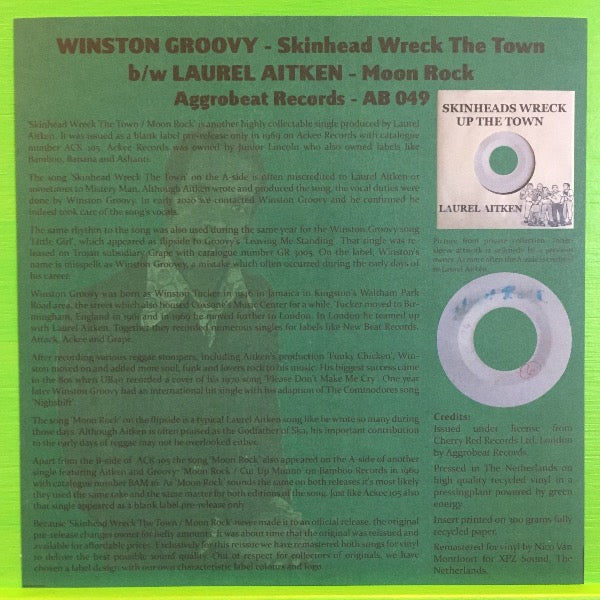 WINSTON GROOVY - Skinhead Wreck The Town
b/w LAUREL AITKEN - Moon Rock
Aggrobeat Records - AB 049
'Skinhead Wreck The Town / Moon Rock' is another highly collectable single produced by Laurel
Aitken. It was issued as a blank label pre-release only in 1969 on Ackee Records with catalogue
number ACK 105. Ackee Records was owned by Junior Lincoln who also owned labels like
Bamboo, Banana and Ashanti.
The song 'Skinhead Wreck The Town' on the A-side is often miscredited to Laurel Aitken or
sometimes to Mistery Man. Although Aitken wrote and produced the song, the vocal duties were
done by Winston Groovy. In early 2020 we contacted Winston Groovy and he confirmed he
indeed took care of the song's vocals.
The same rhythm to the song was also used during the same year for the Winston Groovy song
'Little Girl', which appeared as flipside to Groovy's 'Leaving Me Standing'. That single was re-
leased on Trojan subsidiary Grape with catalogue number GR 3005. On the label, Winston's
name is misspelt as Winston Groovy, a mistake which often occurred during the early days of
his career.
Winston Groovy was born as Winston Tucker in 1946 in Jamaica in Kingston's Waltham Park
Road area, the street which also housed Coxsone's Music Center for a while. Tucker moved to Bir-
mingham, England in 1961 and in 1969 he moved further to London. In London he teamed up
with Laurel Aitken. Together they recorded numerous singles for labels like New Beat Records,
Attack, Ackee and Grape.
After recording various reggae stompers, including Aitken's production 'Funky Chicken', Win-
ston moved on and added more soul, funk and lovers rock to his music. His biggest success came
in the 80s when UB40 recorded a cover of his 1970 song 'Please Don't Make Me Cry'. One year
later Winston Groovy had an international hit single with his adaption of The Commodores song
'Nightshift'.
The song 'Moon Rock' on the flipside is a typical Laurel Aitken song like he wrote so many during
those days. Although Aitken is often praised as the Godfather of Ska, his important contribution
to the early days of reggae may not be overlooked either.
Apart from the B-side of ACK 105 the song 'Moon Rock' also appeared on the A-side of another
single featuring Aitken and Groovy: 'Moon Rock / Cut Up Munno' on Bamboo Records in 1969
with catalogue number BAM 16. As 'Moon Rock' sounds the same on both releases it's most likely
they used the same take and the same master for both editions of the song. Just like Ackee 105 also
that single appeared as a blank label pre-release only.
Because 'Skinhead Wreck The Town / Moon Rock' never made it to an official release, the original
pre-release changes owner for hefty amounts. It was about time that the original was reissued and
available for affordable prices. Exclusively for this reissue we have remastered both songs for vinyl
to deliver the best possible sound quality. Out of respect for collectors of originals, we have
chosen a label design with our own characteristic label colours and logo.
SKINHEADS WRECK
UP THE TOWN
LAUREL AITKEN
Picture from private collection. Inner-
sleeve artwork is
owner. As more often the A-side is credited
to Laurel Aitken.
Moon Rock
Credits:
Issued under license from
Cherry Red Records Ltd, London
by Aggrobeat Records.
Pressed in The Netherlands on
high quality recycled vinyl in a
pressingplant powered by green
energy.
Insert printed on 300 grams fully
recycled paper.
Remastered for vinyl by Nico Van
Montfoort for XPZ Sound, The
Netherlands.